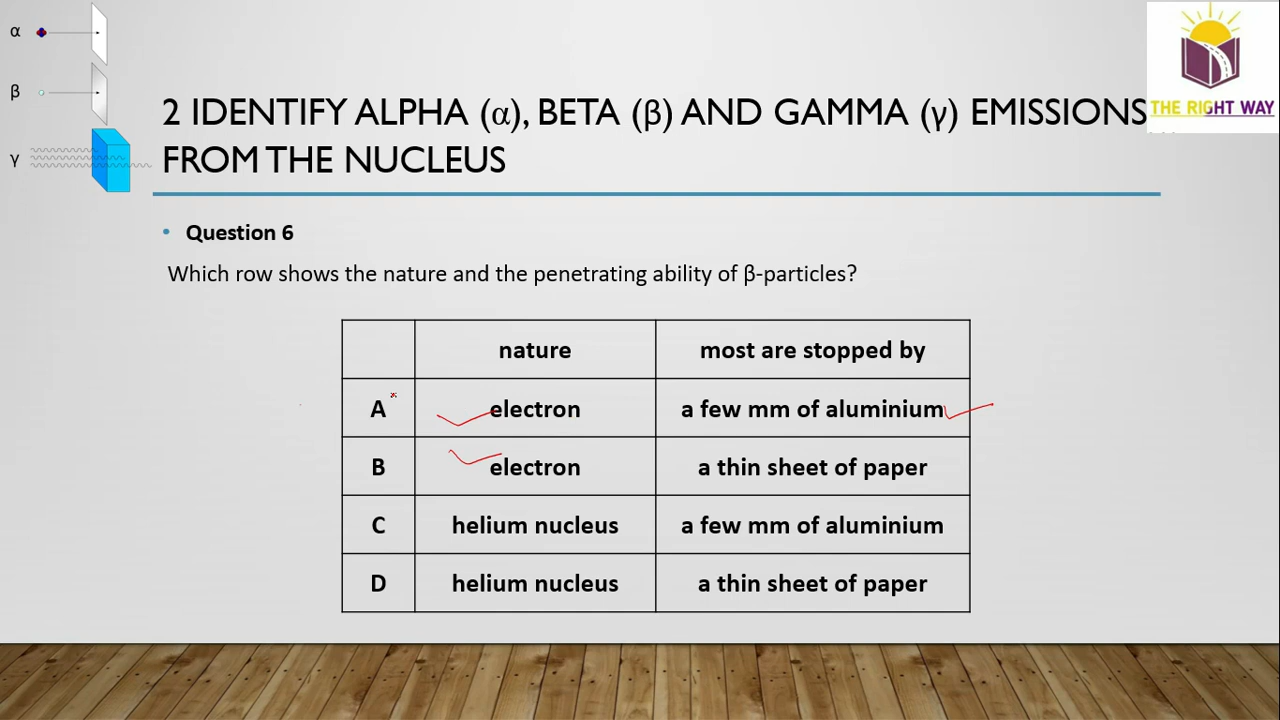 α
β
γ
THE RIGHT WAY
2 IDENTIFY ALPHA (α), BETA (β) AND GAMMA (γ) EMISSIONS
FROM THE NUCLEUS
• Question 6
Which row shows the nature and the penetrating ability of β-particles?
nature most are stopped by
A electron a few mm of aluminium
B electron a thin sheet of paper
C helium nucleus a few mm of aluminium
D helium nucleus a thin sheet of paper